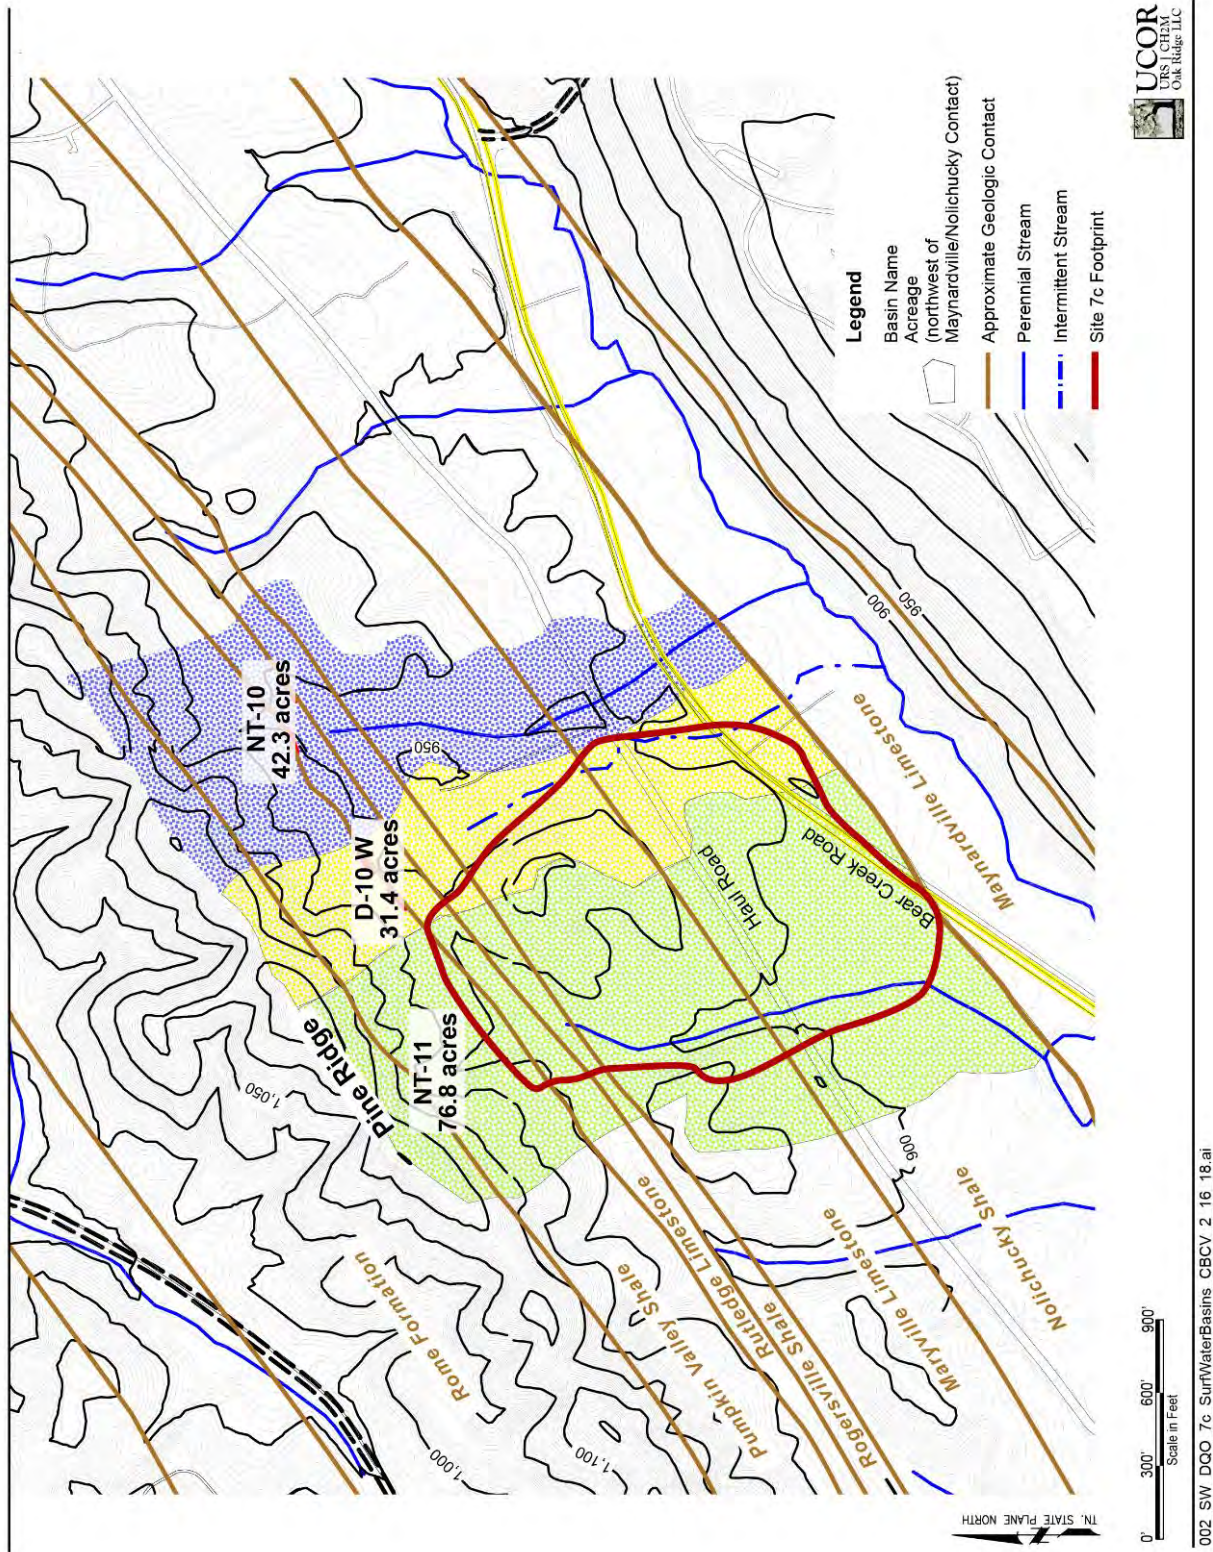 NT-10
42.3 acres
D-10 W
31.4 acres
NT-11
76.8 acres
Pine Ridge
950
1,050
1,000
1,100
900
900
950
Haul Road
Bear Creek Road
Rome Formation
Pumpkin Valley Shale
Rutledge Limestone
Rogersville Shale
Maryville Limestone
Nolichucky Shale
Maynardville Limestone
Legend
Basin Name
Acreage
(northwest of
Maynardville/Nolichucky Contact)
Approximate Geologic Contact
Perennial Stream
Intermittent Stream
Site 7c Footprint
TN. STATE PLANE NORTH
0' 300' 600' 900'
Scale in Feet
UCOR
URS | CH2M
Oak Ridge LLC
002 SW DQO 7c SurfWaterBasins CBCV 2 16 18.ai